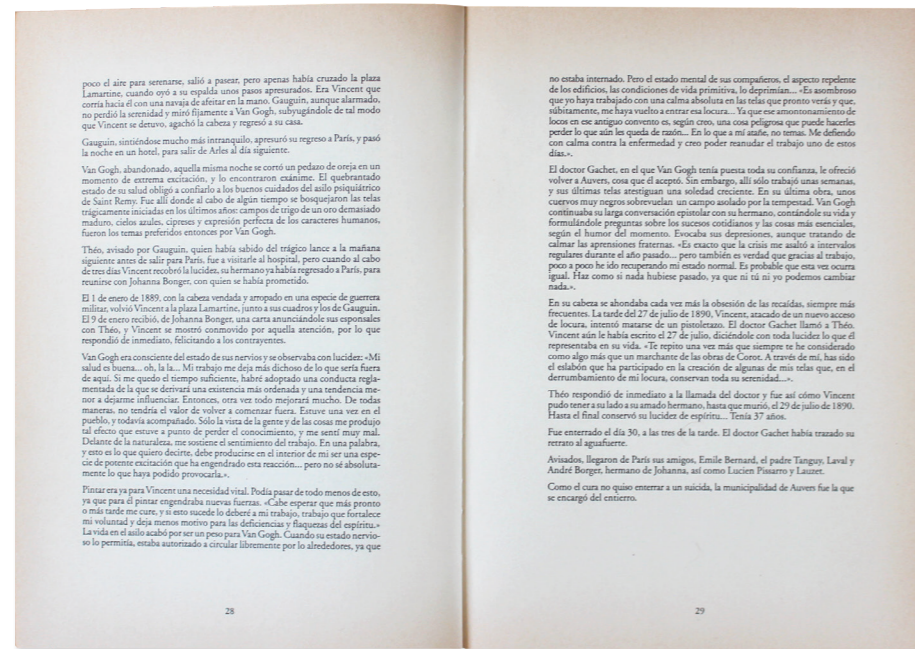 poco el aire para serenarse, salió a pasear, pero apenas había cruzado la plaza
Lamartine, cuando oyó a su espalda unos pasos apresurados. Era Vincent que
corría hacia él con una navaja de afeitar en la mano. Gauguin, aunque alarmado,
no perdió la serenidad y miró fijamente a Van Gogh, subyugándole de tal modo
que Vincent se detuvo, agachó la cabeza y regresó a su casa.
Gauguin, sintiéndose mucho más intranquilo, apresuró su regreso a París, y pasó
la noche en un hotel, para salir de Arles al día siguiente.
Van Gogh, abandonado, aquella misma noche se cortó un pedazo de oreja en un
momento de extrema excitación, y lo encontraron exánime. El quebrantado
estado de su salud obligó a confiarlo a los buenos cuidados del asilo psiquiátrico
de Saint Remy. Fue allí donde al cabo de algún tiempo se bosquejaron las telas
trágicamente iniciadas en los últimos años: campos de trigo de un oro demasiado
maduro, cielos azules, cipreses y expresión perfecta de los caracteres humanos,
fueron los temas preferidos entonces por Van Gogh.
Théo, avisado por Gauguin, quien había sabido del trágico lance a la mañana
siguiente antes de salir para París, fue a visitarle al hospital, pero cuando al cabo
de tres días Vincent recobró la lucidez, su hermano ya había regresado a París, para
reunirse con Johanna Bonger, con quien se había prometido.
El 1 de enero de 1889, con la cabeza vendada y arropado en una especie de guerrera
militar, volvió Vincent a la plaza Lamartine, junto a sus cuadros y los de Gauguin.
El 9 de enero recibió, de Johanna Bonger, una carta anunciándole sus esponsales
con Théo, y Vincent se mostró conmovido por aquella atención, por lo que
respondió de inmediato, felicitando a los contrayentes.
Van Gogh era consciente del estado de sus nervios y se observaba con lucidez: «Mi
salud es buena... oh, la la... Mi trabajo me deja más dichoso de lo que sería fuera
de aquí. Si me quedo el tiempo suficiente, habré adoptado una conducta regla-
mentada de la que se derivará una existencia más ordenada y una tendencia me-
nor a dejarme influenciar. Entonces, otra vez todo mejorará mucho. De todas
maneras, no tendría el valor de volver a comenzar fuera. Estuve una vez en el
pueblo, y todavía acompañado. Sólo la vista de la gente y de las cosas me produjo
tal efecto que estuve a punto de perder el conocimiento, y me sentí muy mal.
Delante de la naturaleza, me sostiene el sentimiento del trabajo. En una palabra,
y esto es lo que quiero decirte, debe producirse en el interior de mi ser una espe-
cie de potente excitación que ha engendrado esta reacción... pero no sé absoluta-
mente lo que haya podido provocarla.».
Pintar era ya para Vincent una necesidad vital. Podía pasar de todo menos de esto,
ya que para él pintar engendraba nuevas fuerzas. «Cabe esperar que más pronto
o más tarde me cure, y si esto sucede lo deberé a mi trabajo, trabajo que fortalece
mi voluntad y deja menos motivo para las deficiencias y flaquezas del espíritu.»
La vida en el asilo acabó por ser un peso para Van Gogh. Cuando su estado nervio-
so lo permitía, estaba autorizado a circular libremente por lo alrededores, ya que
28
no estaba internado. Pero el estado mental de sus compañeros, el aspecto repelente
de los edificios, las condiciones de vida primitiva, lo deprimían... «Es asombroso
que yo haya trabajado con una calma absoluta en las telas que pronto verás y que,
súbitamente, me haya vuelto a entrar esa locura... Ya que ese amontonamiento de
locos en ese antiguo convento es, según creo, una cosa peligrosa que puede hacerles
perder lo que aún les queda de razón... En lo que a mí atañe, no temas. Me defiendo
con calma contra la enfermedad y creo poder reanudar el trabajo uno de estos
días.».
El doctor Gachet, en el que Van Gogh tenía puesta toda su confianza, le ofreció
volver a Auvers, cosa que él aceptó. Sin embargo, allí sólo trabajó unas semanas,
y sus últimas telas atestiguan una soledad creciente. En su última obra, unos
cuervos muy negros sobrevuelan un campo asolado por la tempestad. Van Gogh
continuaba su larga conversación epistolar con su hermano, contándole su vida y
formulándole preguntas sobre los sucesos cotidianos y las cosas más esenciales,
según el humor del momento. Evocaba sus depresiones, aunque tratando de
calmar las aprensiones fraternas. «Es exacto que la crisis me asaltó a intervalos
regulares durante el año pasado... pero también es verdad que gracias al trabajo,
poco a poco he ido recuperando mi estado normal. Es probable que esta vez ocurra
igual. Haz como si nada hubiese pasado, ya que ni tú ni yo podemos cambiar
nada.».
En su cabeza se ahondaba cada vez más la obsesión de las recaídas, siempre más
frecuentes. La tarde del 27 de julio de 1890, Vincent, atacado de un nuevo acceso
de locura, intentó matarse de un pistoletazo. El doctor Gachet llamó a Théo.
Vincent aún le había escrito el 27 de julio, diciéndole con toda lucidez lo que él
representaba en su vida. «Te repito una vez más que siempre te he considerado
como algo más que un marchante de las obras de Corot. A través de mí, has sido
el eslabón que ha participado en la creación de algunas de mis telas que, en el
derrumbamiento de mi locura, conservan toda su serenidad...».
Théo respondió de inmediato a la llamada del doctor y fue así cómo Vincent
pudo tener a su lado a su amado hermano, hasta que murió, el 29 de julio de 1890.
Hasta el final conservó su lucidez de espíritu... Tenía 37 años.
Fue enterrado el día 30, a las tres de la tarde. El doctor Gachet había trazado su
retrato al aguafuerte.
Avisados, llegaron de París sus amigos, Emile Bernard, el padre Tanguy, Laval y
André Borger, hermano de Johanna, así como Lucien Pissarro y Lauzet.
Como el cura no quiso enterrar a un suicida, la municipalidad de Auvers fue la que
se encargó del entierro.
29